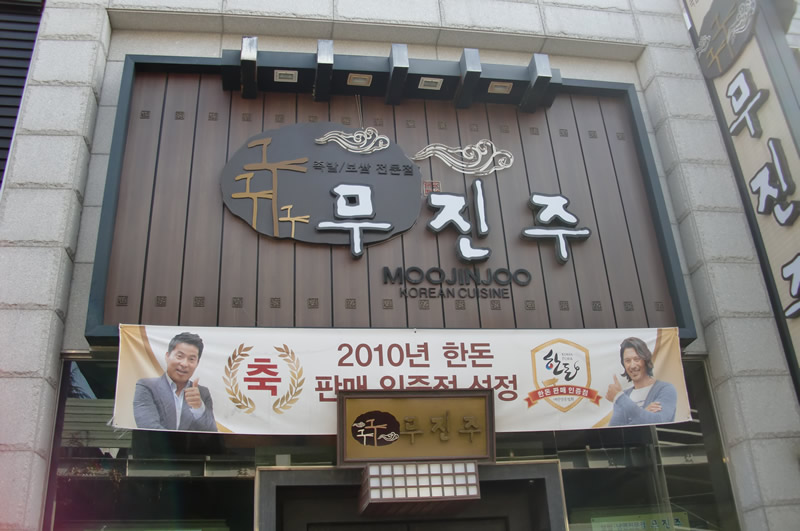 족발/보쌈 전문점
무진주
MOOJINJOO
KOREAN CUISINE
축
2010년 한돈
판매 인증점 선정
한돈
한돈 판매 인증점
무진주
무진주